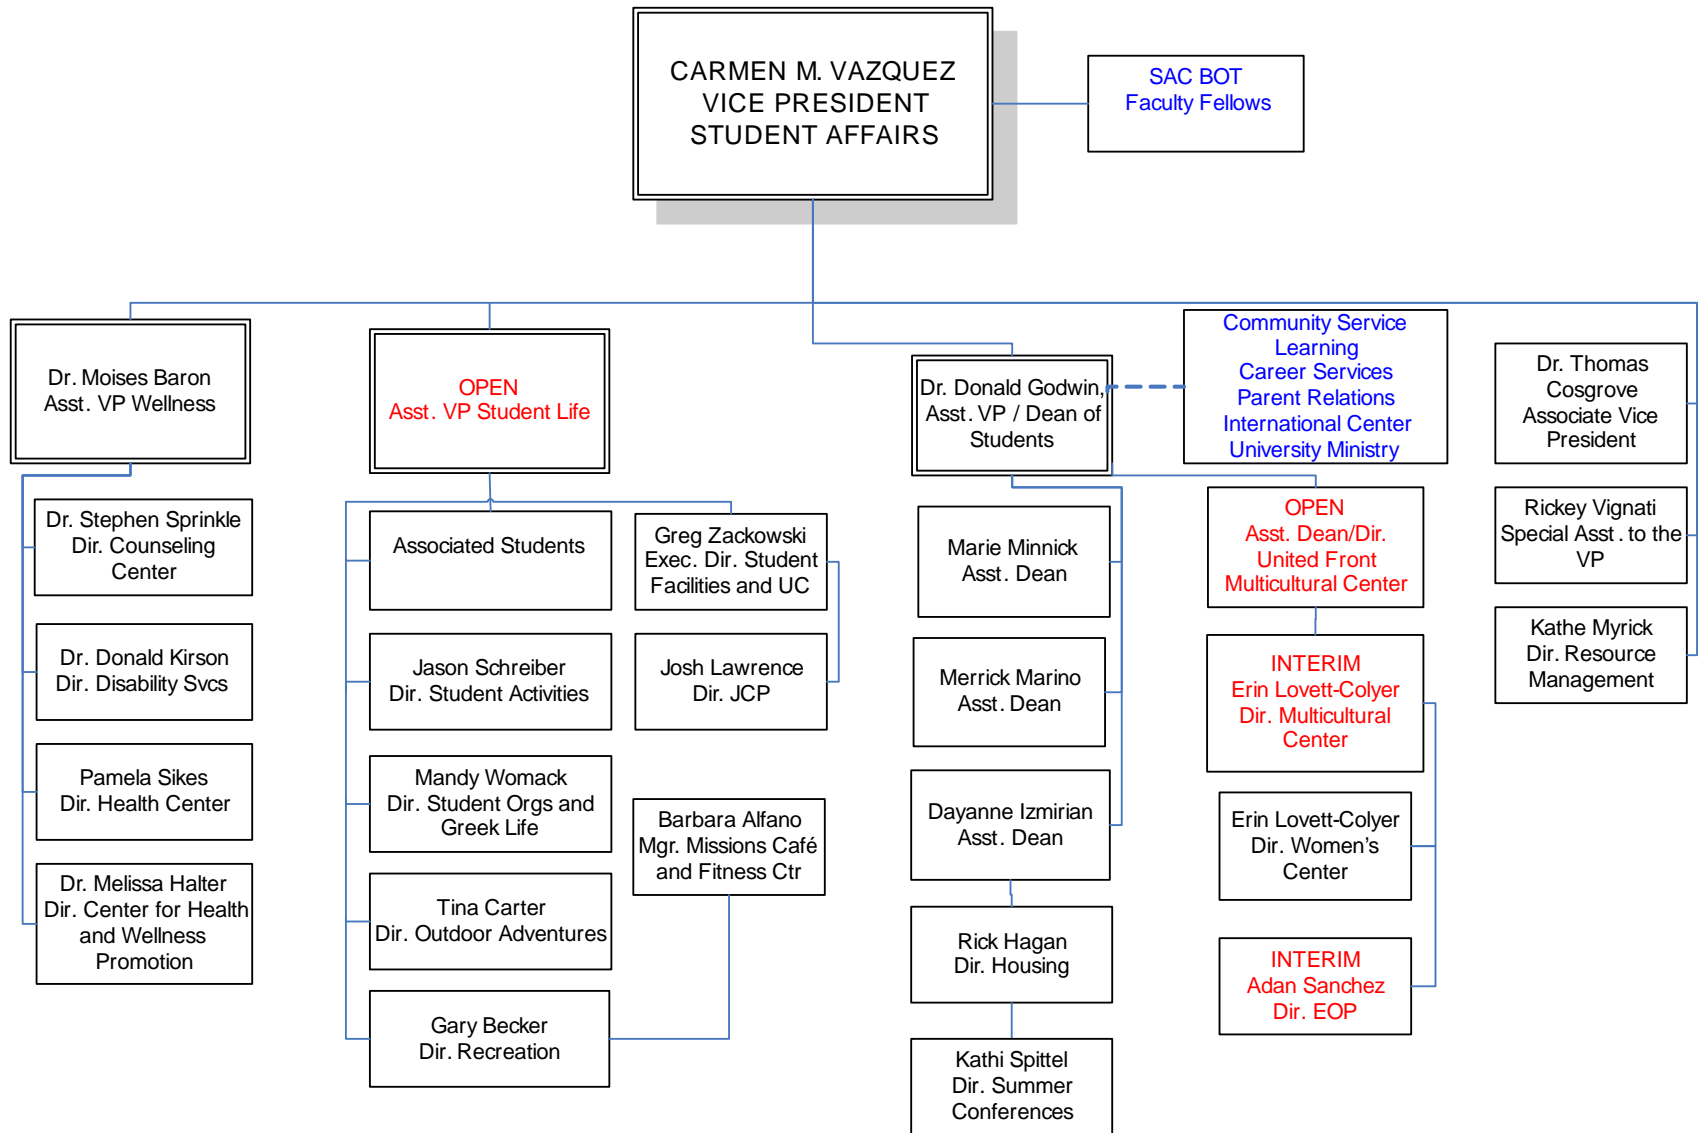 CARMEN M. VAZQUEZ
VICE PRESIDENT
STUDENT AFFAIRS
SAC BOT
Faculty Fellows
Dr. Moises Baron
Asst. VP Wellness
Dr. Stephen Sprinkle
Dir. Counseling
Center
Dr. Donald Kirson
Dir. Disability Svcs
Pamela Sikes
Dir. Health Center
Dr. Melissa Halter
Dir. Center for Health
and Wellness
Promotion
OPEN
Asst. VP Student Life
Associated Students
Jason Schreiber
Dir. Student Activities
Mandy Womack
Dir. Student Orgs and
Greek Life
Tina Carter
Dir. Outdoor Adventures
Gary Becker
Dir. Recreation
Greg Zackowski
Exec. Dir. Student
Facilities and UC
Josh Lawrence
Dir. JCP
Barbara Alfano
Mgr. Missions Café
and Fitness Ctr
Dr. Donald Godwin,
Asst. VP / Dean of
Students
Marie Minnick
Asst. Dean
Merrick Marino
Asst. Dean
Dayanne Izmirian
Asst. Dean
Rick Hagan
Dir. Housing
Kathi Spittel
Dir. Summer
Conferences
Community Service
Learning
Career Services
Parent Relations
International Center
University Ministry
OPEN
Asst. Dean/Dir.
United Front
Multicultural Center
INTERIM
Erin Lovett-Colyer
Dir. Multicultural
Center
Erin Lovett-Colyer
Dir. Women's
Center
INTERIM
Adan Sanchez
Dir. EOP
Dr. Thomas
Cosgrove
Associate Vice
President
Rickey Vignati
Special Asst. to the
VP
Kathe Myrick
Dir. Resource
Management